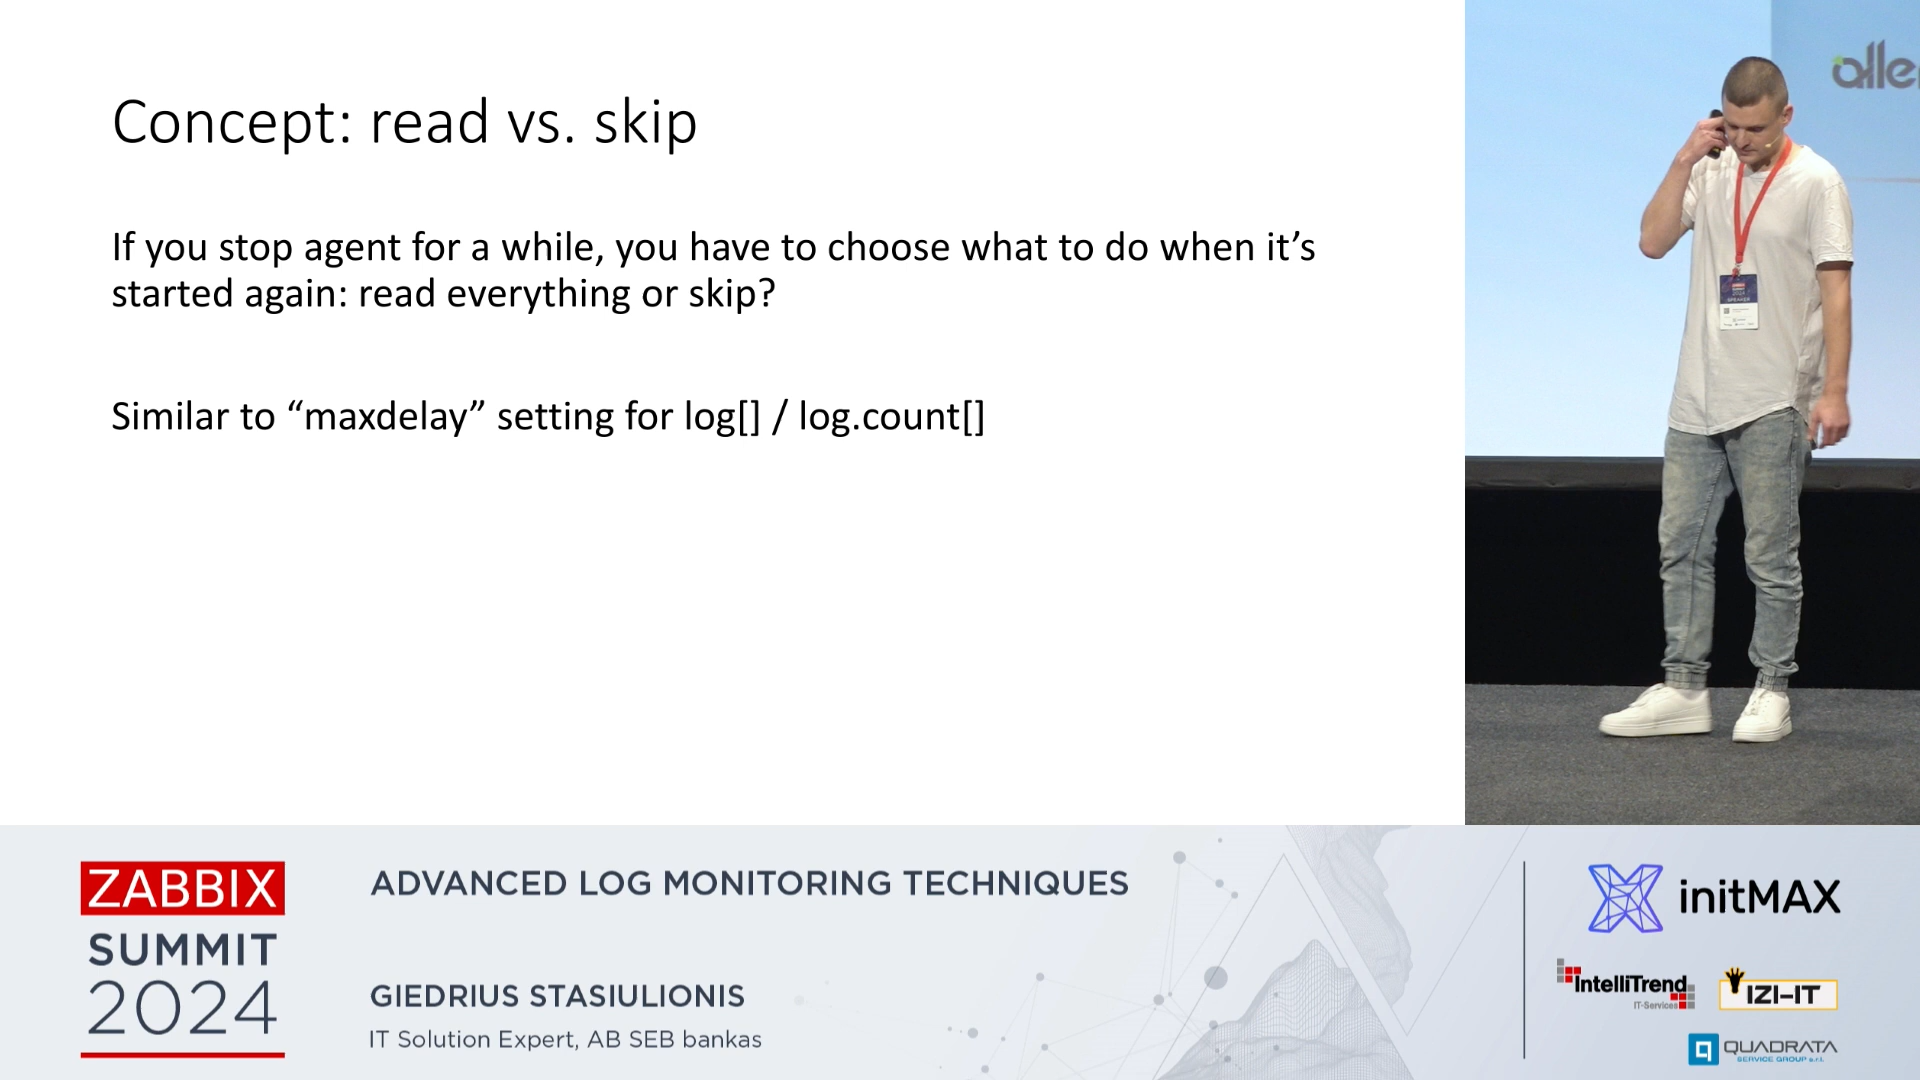 Concept: read vs. skip
If you stop agent for a while, you have to choose what to do when it’s
started again: read everything or skip?
Similar to “maxdelay” setting for log[] / log.count[]
alle
SPEAKER
ZABBIX
SUMMIT
2024
ADVANCED LOG MONITORING TECHNIQUES
GIEDRIUS STASIULIONIS
IT Solution Expert, AB SEB bankas
initMAX
IntelliTrend
IT-Services
IZI-IT
QUADRATA
SERVICE GROUP s.r.l.